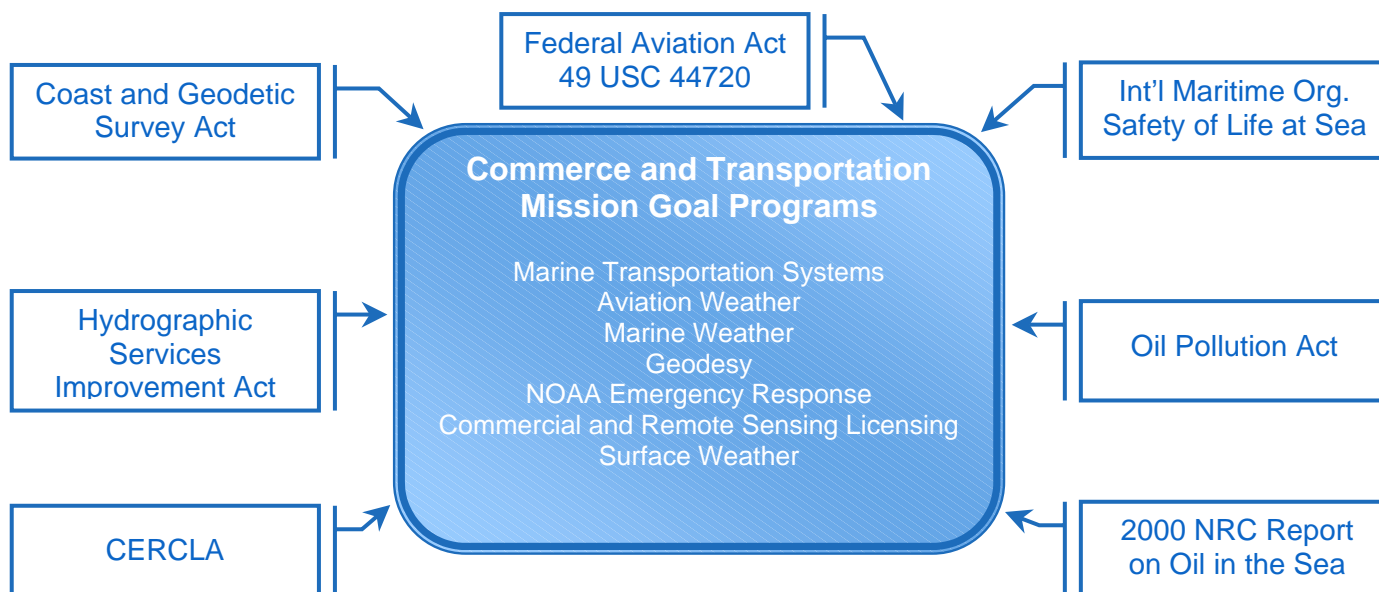 Federal Aviation Act
49 USC 44720
Coast and Geodetic
Survey Act
Int'l Maritime Org.
Safety of Life at Sea
Commerce and Transportation
Mission Goal Programs
Marine Transportation Systems
Aviation Weather
Marine Weather
Geodesy
NOAA Emergency Response
Commercial and Remote Sensing Licensing
Surface Weather
Hydrographic
Services
Improvement Act
Oil Pollution Act
CERCLA
2000 NRC Report
on Oil in the Sea